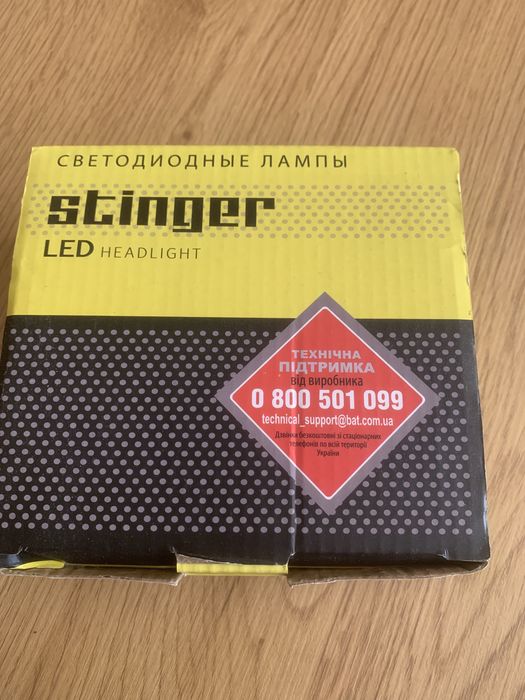 СВЕТОДИОДНЫЕ ЛАМПЫ
stinger
LED HEADLIGHT
ТЕХНІЧНА
ПІДТРИМКА
від виробника
0 800 501 099
technical_support@bat.com.ua
Дзвінки безкоштовні зі стаціонарних
телефонів по всій території
України